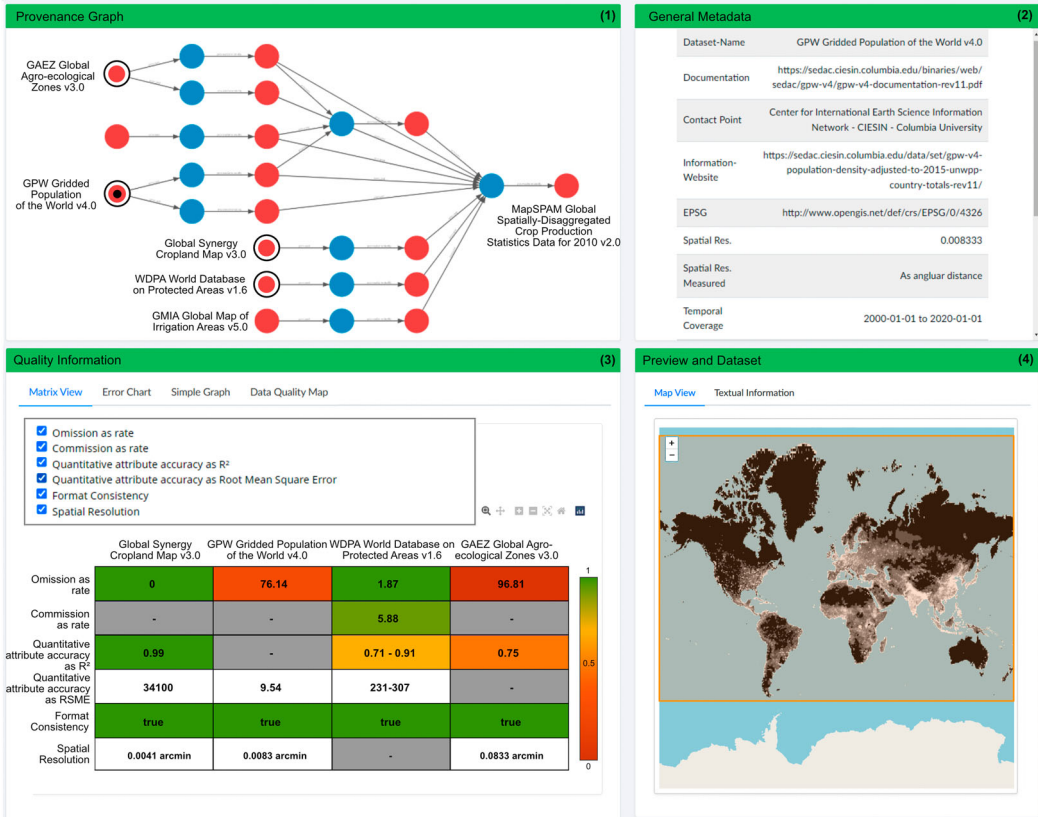 Provenance Graph (1)
GAEZ Global
Agro-ecological
Zones v3.0
GPW Gridded
Population
of the World v4.0
Global Synergy
Cropland Map v3.0
WDPA World Database
on Protected Areas v1.6
GMIA Global Map of
Irrigation Areas v5.0
MapSPAM Global
Spatially-Disaggregated
Crop Production
Statistics Data for 2010 v2.0
General Metadata (2)
Dataset-Name GPW Gridded Population of the World v4.0
Documentation https://sedac.ciesin.columbia.edu/binaries/web/
sedac/gpw-v4/gpw-v4-documentation-rev11.pdf
Contact Point Center for International Earth Science Information
Network - CIESIN - Columbia University
Information-
Website https://sedac.ciesin.columbia.edu/data/set/gpw-v4-
population-density-adjusted-to-2015-unwpp-
country-totals-rev11/
EPSG http://www.opengis.net/def/crs/EPSG/0/4326
Spatial Res. 0.008333
Spatial Res.
Measured As angluar distance
Temporal
Coverage 2000-01-01 to 2020-01-01
Quality Information (3)
Matrix View Error Chart Simple Graph Data Quality Map
Omission as rate
Commission as rate
Quantitative attribute accuracy as R²
Quantitative attribute accuracy as Root Mean Square Error
Format Consistency
Spatial Resolution
Global Synergy
Cropland Map v3.0
GPW Gridded Population
of the World v4.0
WDPA World Database on
Protected Areas v1.6
GAEZ Global Agro-
ecological Zones v3.0
Omission as
rate
0 76.14 1.87 96.81
Commission
as rate
- - 5.88 -
Quantitative
attribute accuracy
as R²
0.99 - 0.71 - 0.91 0.75
Quantitative
attribute accuracy
as RSME
34100 9.54 231-307 -
Format
Consistency
true true true true
Spatial
Resolution
0.0041 arcmin 0.0083 arcmin - 0.0833 arcmin
1
0.5
0
Preview and Dataset (4)
Map View Textual Information
+
−